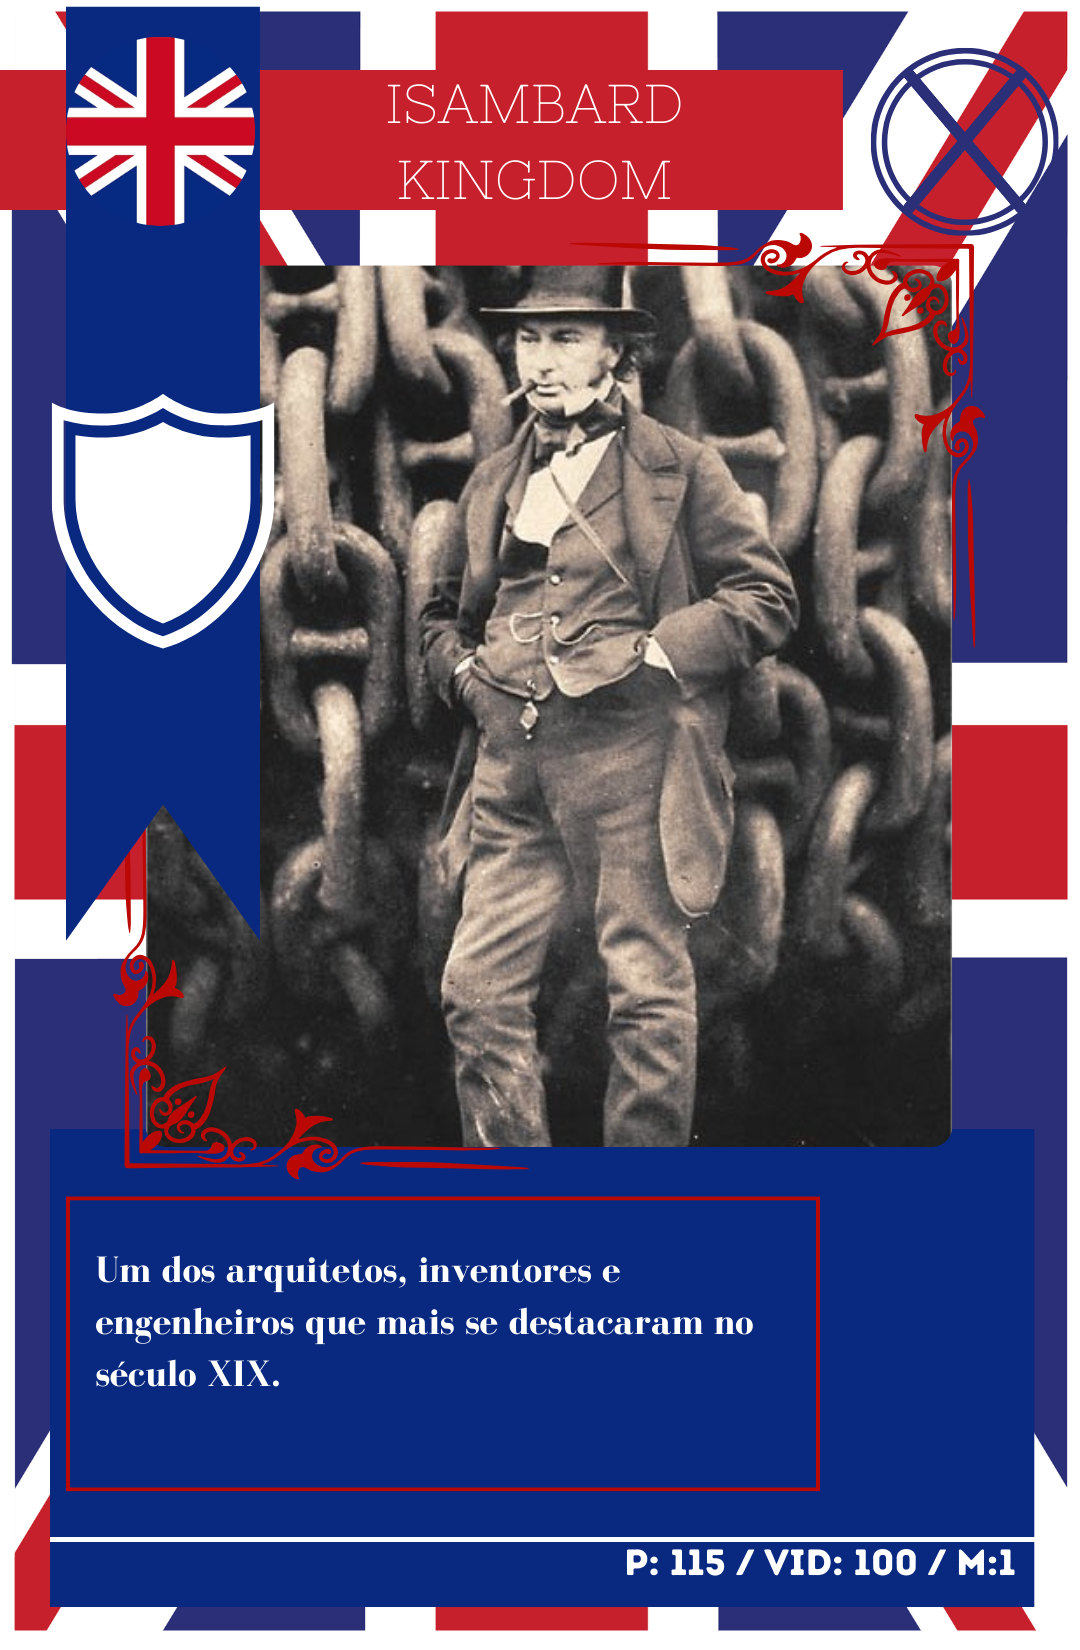 ISAMBARD
KINGDOM
Um dos arquitetos, inventores e
engenheiros que mais se destacaram no
século XIX.
P: 115 / VID: 100 / M:1